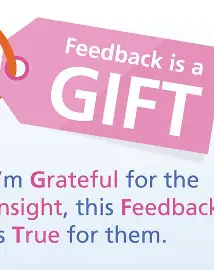 Feedback is a
GIFT
'm Grateful for the
nsight, this Feedback
s True for them.